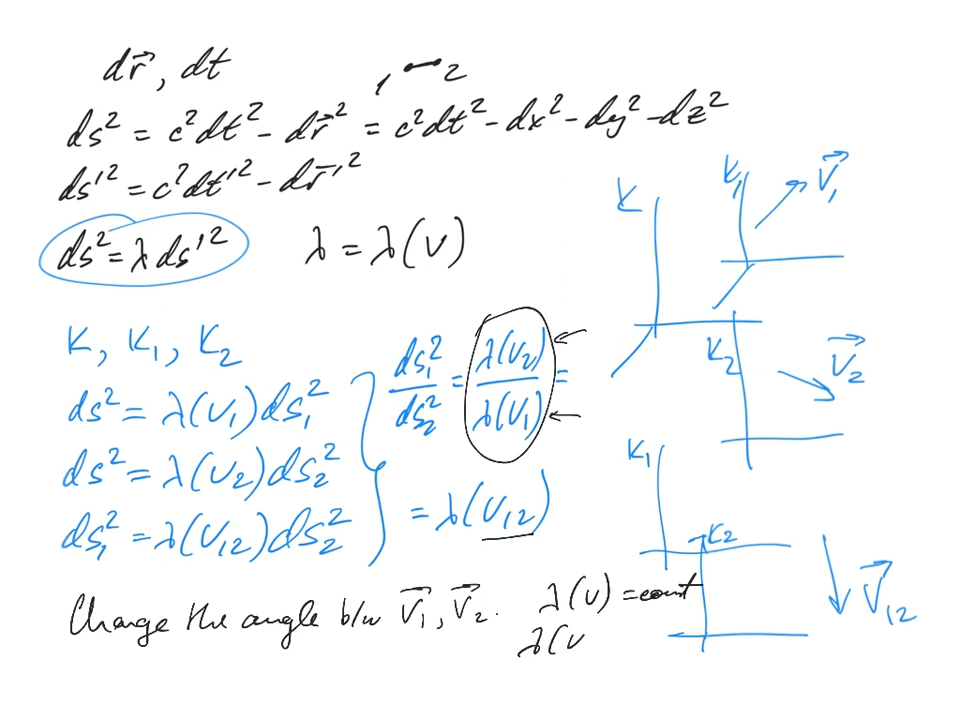 dr⃗, dt
1 2
ds² = c²dt² - dr⃗² = c²dt² - dx² - dy² - dz²
ds'² = c²dt'² - dr⃗'²
ds² = λ ds'² λ = λ(V)
K K₁ V⃗₁
K, K₁, K₂
ds² = λ(V₁)ds₁²
ds² = λ(V₂)ds₂²
ds₁² = λ(V₁₂)ds₂²
ds₁²/ds₂² = λ(V₂)/λ(V₁) =
= λ(V₁₂)
K₂ V⃗₂
K₁
K₂
V⃗₁₂
Change the angle b/w V⃗₁, V⃗₂. λ(V) = const
λ(V